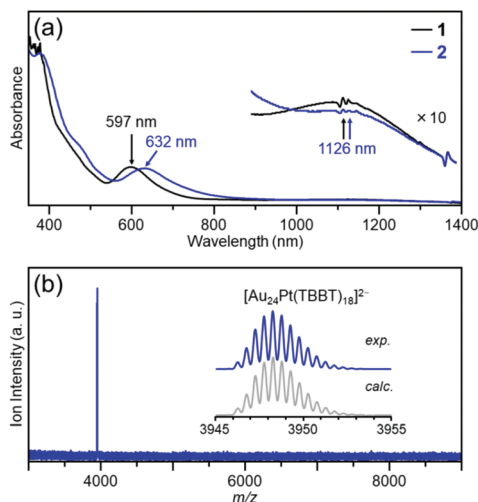 (a)
1
2
597 nm
632 nm
1126 nm
× 10
Absorbance
400 600 800 1000 1200 1400
Wavelength (nm)
(b)
[Au₂₄Pt(TBBT)₁₈]²⁻
exp.
calc.
3945 3950 3955
Ion Intensity (a. u.)
4000 6000 8000
m/z